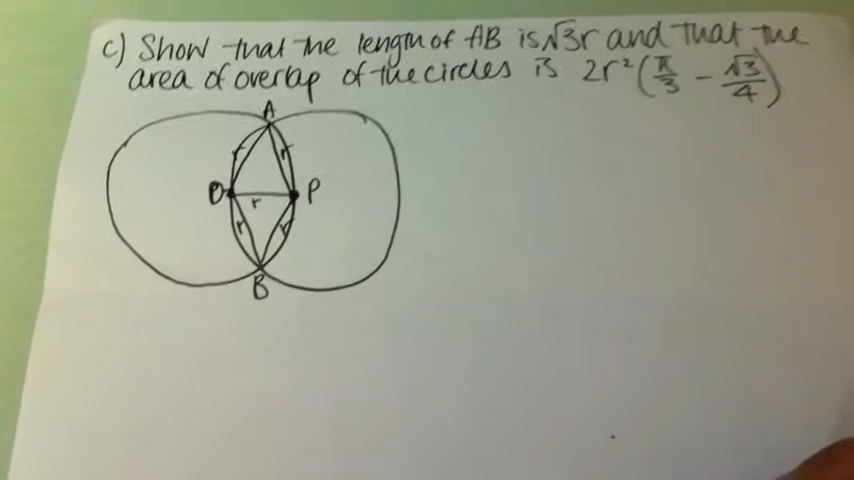 c) Show that the length of AB is √3r and that the
area of overlap of the circles is 2r² (π/3 - √3/4)
A
r r
O P
r
r r
B